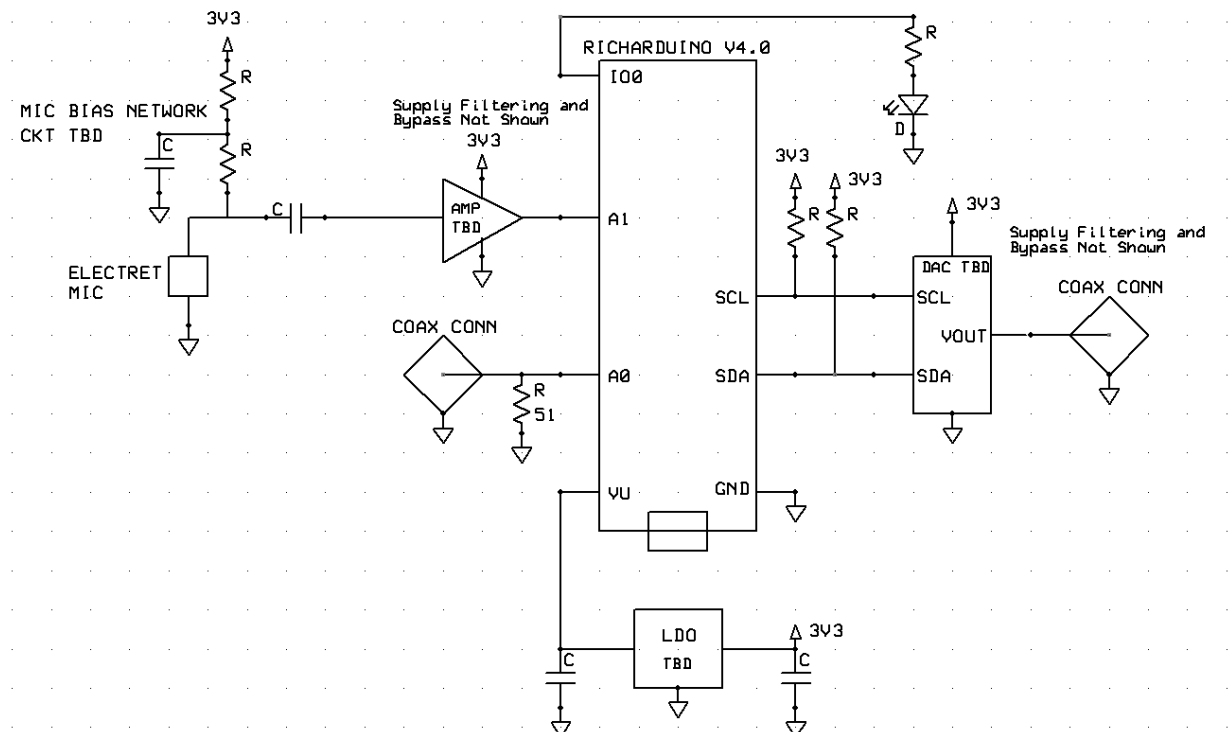 3V3
R
MIC BIAS NETWORK
CKT TBD
C
R
ELECTRET
MIC
C
Supply Filtering and
Bypass Not Shown
3V3
AMP
TBD
COAX CONN
R
51
RICHARDUINO V4.0
IO0
A1
A0
VU
SCL
SDA
GND
R
D
3V3
3V3
R
R
3V3
DAC TBD
SCL
VOUT
SDA
Supply Filtering and
Bypass Not Shown
COAX CONN
C
LDO
TBD
3V3
C